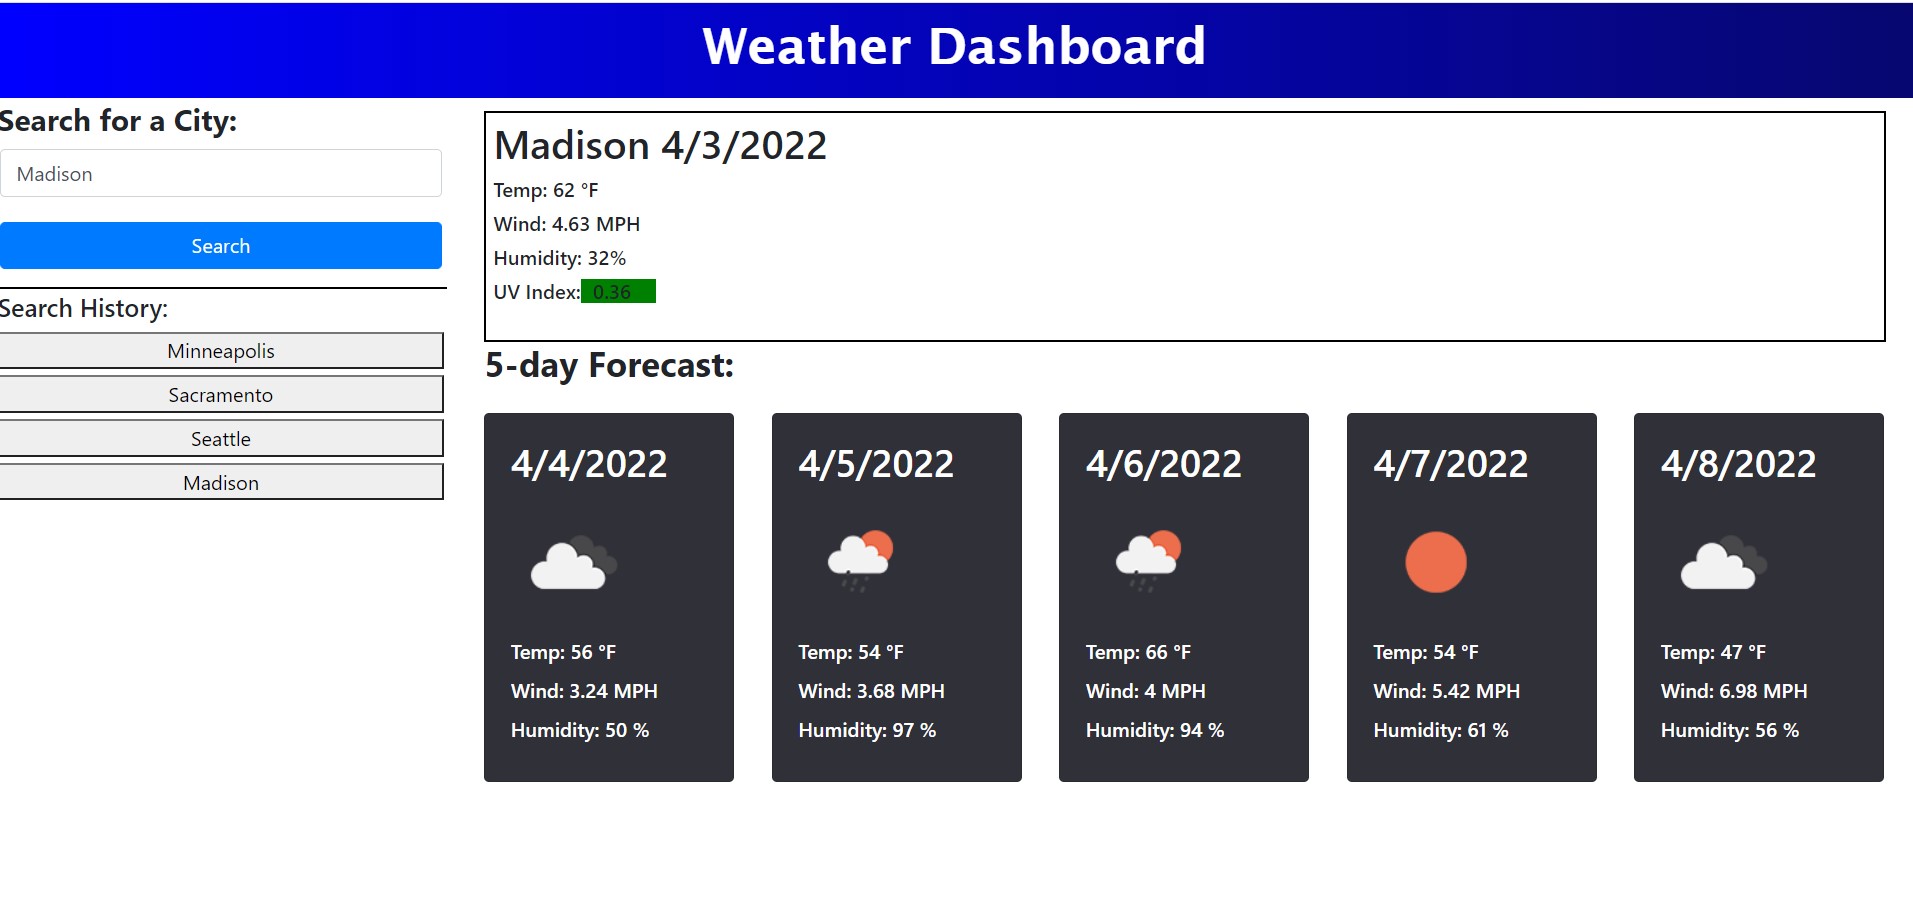 Weather Dashboard
Search for a City:
Madison
Search
Search History:
Minneapolis
Sacramento
Seattle
Madison
Madison 4/3/2022
Temp: 62 °F
Wind: 4.63 MPH
Humidity: 32%
UV Index: 0.36
5-day Forecast:
4/4/2022
Temp: 56 °F
Wind: 3.24 MPH
Humidity: 50 %
4/5/2022
Temp: 54 °F
Wind: 3.68 MPH
Humidity: 97 %
4/6/2022
Temp: 66 °F
Wind: 4 MPH
Humidity: 94 %
4/7/2022
Temp: 54 °F
Wind: 5.42 MPH
Humidity: 61 %
4/8/2022
Temp: 47 °F
Wind: 6.98 MPH
Humidity: 56 %